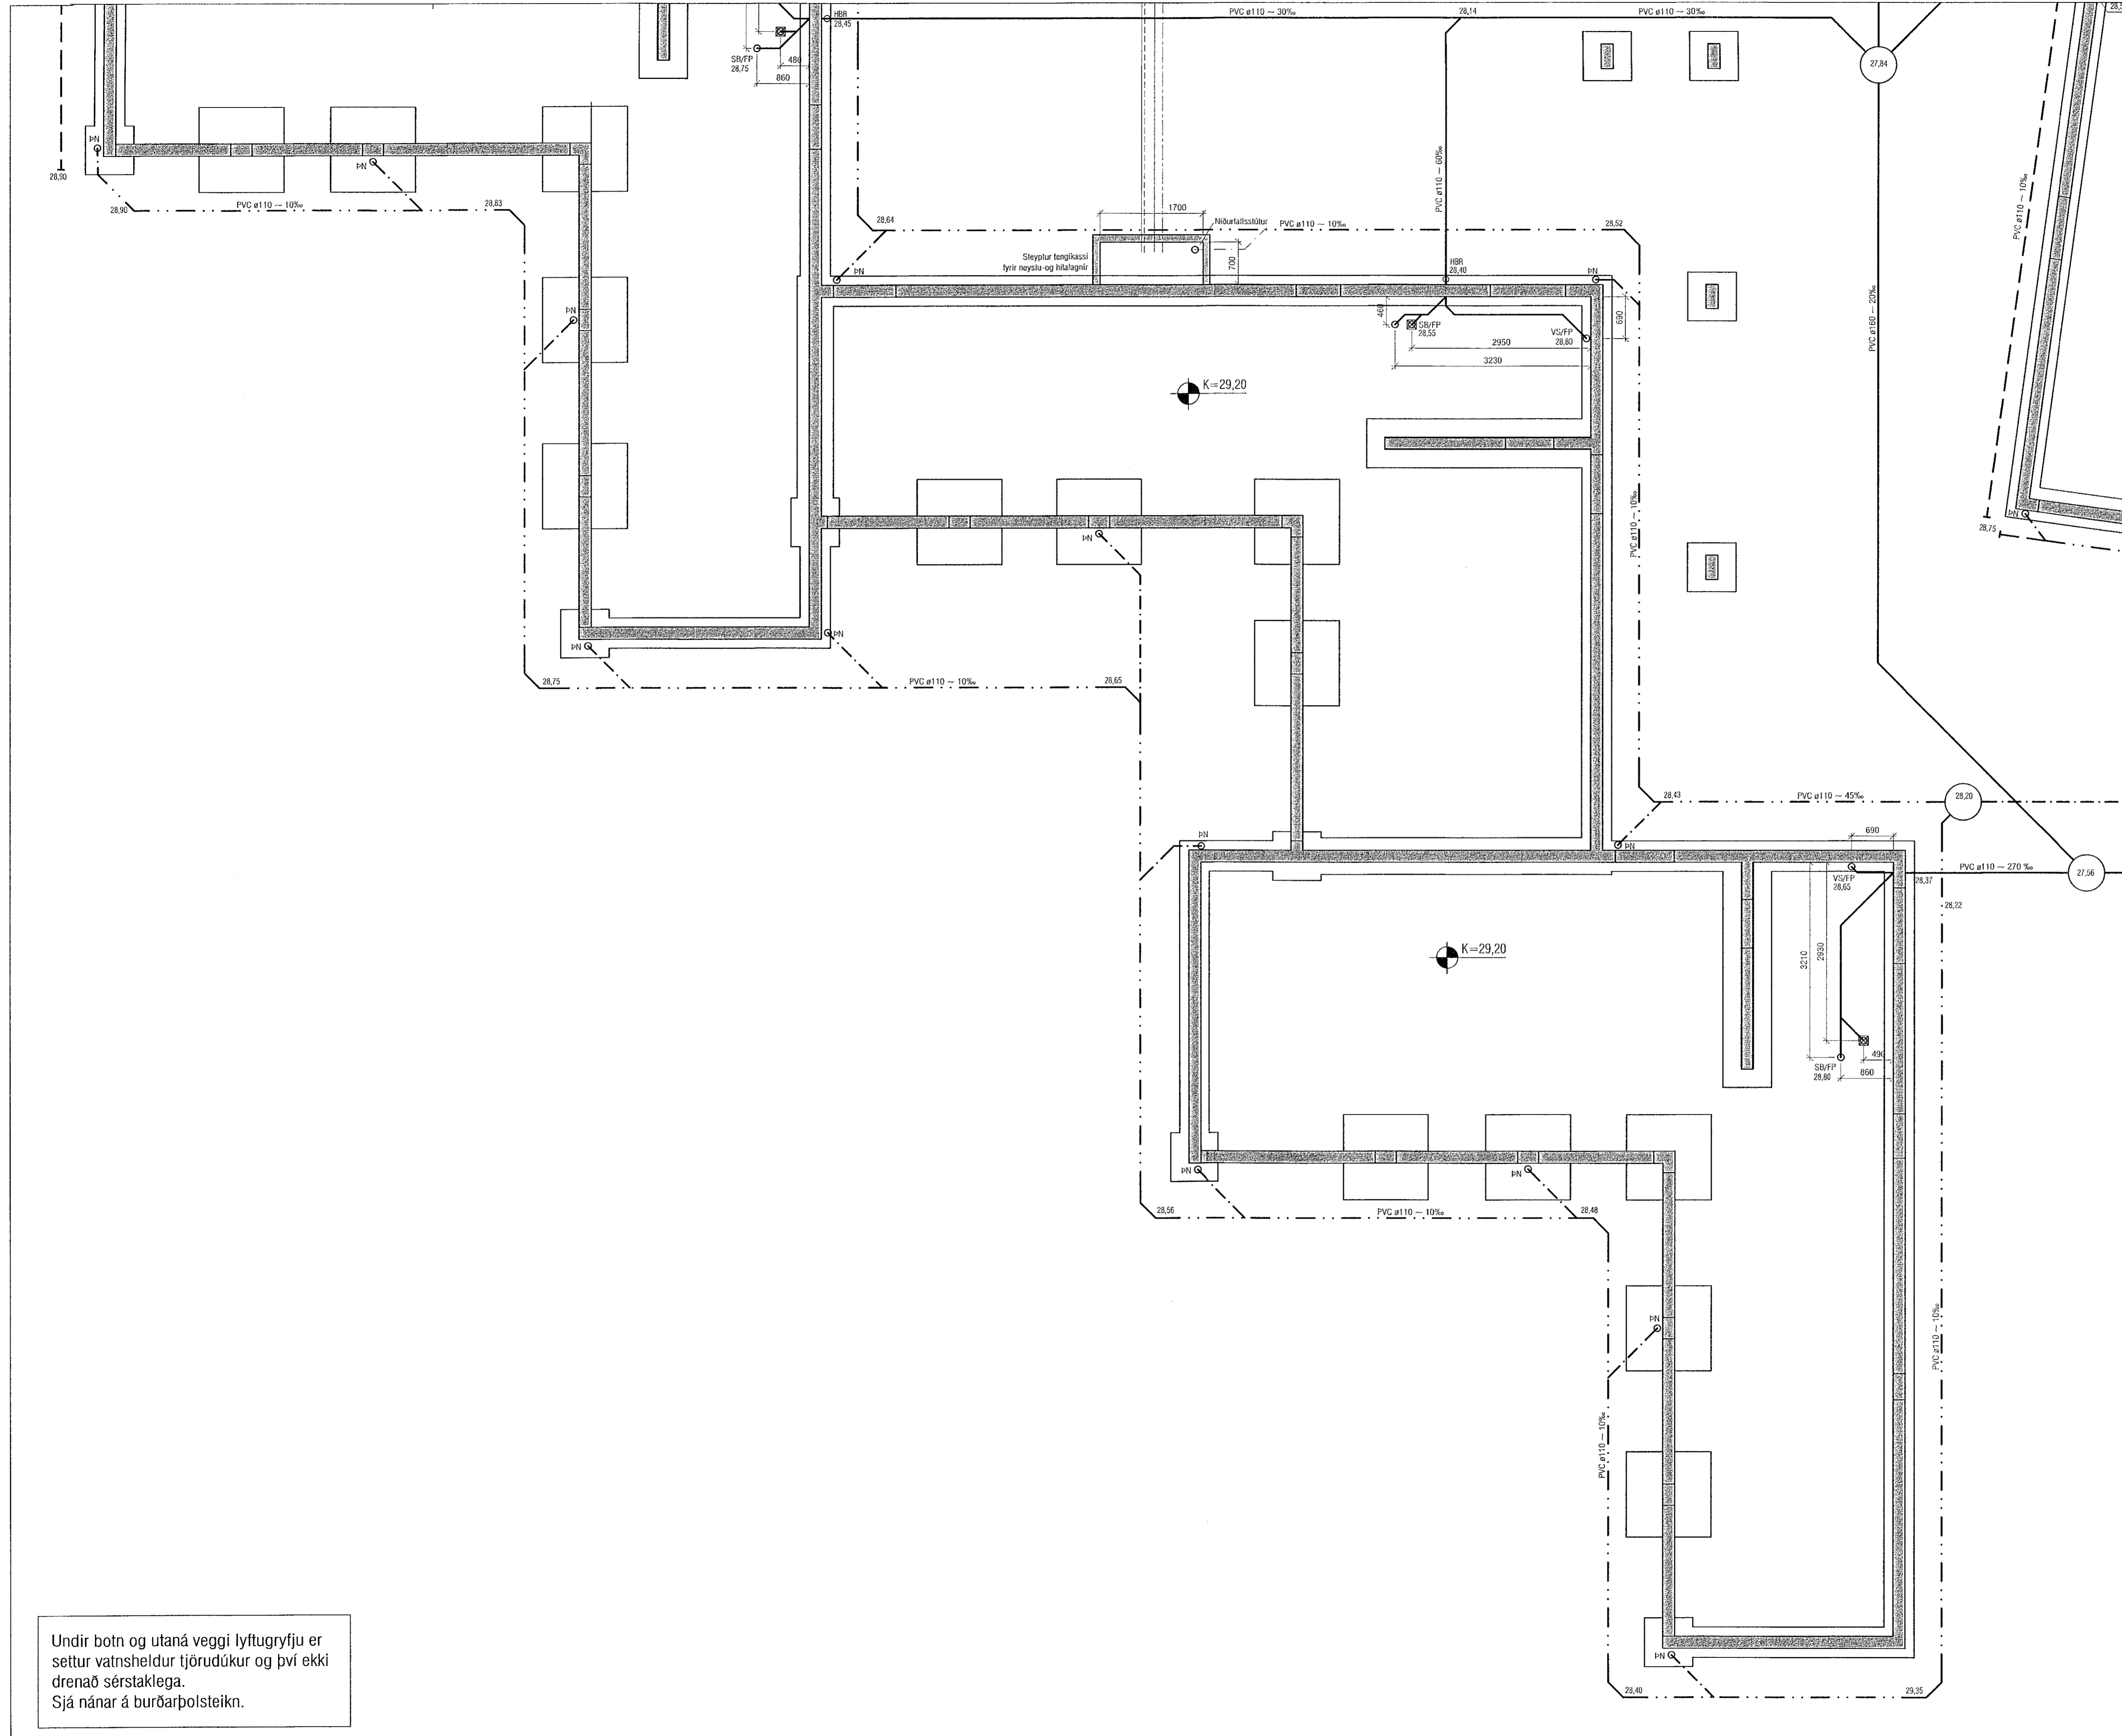 HBR
28,45
PVC ø110 ~ 30‰
28,14
PVC ø110 ~ 30‰
SB/FP
28,75
480
860
27,84
ÞN
ÞN
28,90
28,90
PVC ø110 ~ 10‰
28,83
PVC ø110 ~ 60‰
PVC ø110 ~ 10‰
1700
28,64
Niðurfallsstútur
PVC ø110 ~ 10‰
28,52
Steyptur tengikassi
fyrir neyslu-og hitalagnir
700
HBR
28,40
ÞN
ÞN
ÞN
460
SB/FP
28,55
VS/FP
28,80
690
2950
3230
PVC ø160 ~ 20‰
K=29,20
PVC ø110 ~ 10‰
ÞN
28,75
ÞN
ÞN
ÞN
28,75
PVC ø110 ~ 10‰
28,65
28,43
PVC ø110 ~ 45‰
28,20
690
ÞN
ÞN
VS/FP
28,65
28,37
PVC ø110 ~ 270 ‰
27,56
28,22
K=29,20
3210
2930
490
SB/FP
28,80
860
ÞN
ÞN
28,56
PVC ø110 ~ 10‰
28,48
ÞN
PVC ø110 ~ 10‰
PVC ø110 ~ 10‰
ÞN
28,40
29,35
Undir botn og utaná veggi lyftugryfju er
settur vatnsheldur tjörudúkur og því ekki
drenað sérstaklega.
Sjá nánar á burðarþolsteikn.